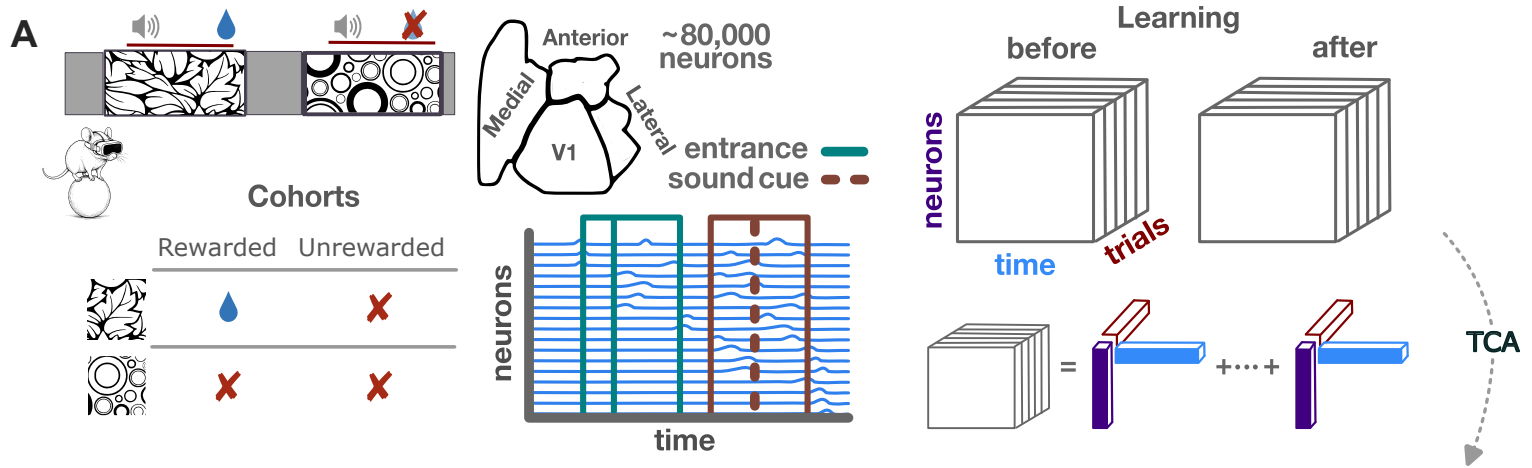 A
Cohorts
Rewarded Unrewarded
Anterior
Medial
Lateral
V1
~80,000
neurons
entrance
sound cue
neurons
time
Learning
before after
neurons
time
trials
= +···+
TCA